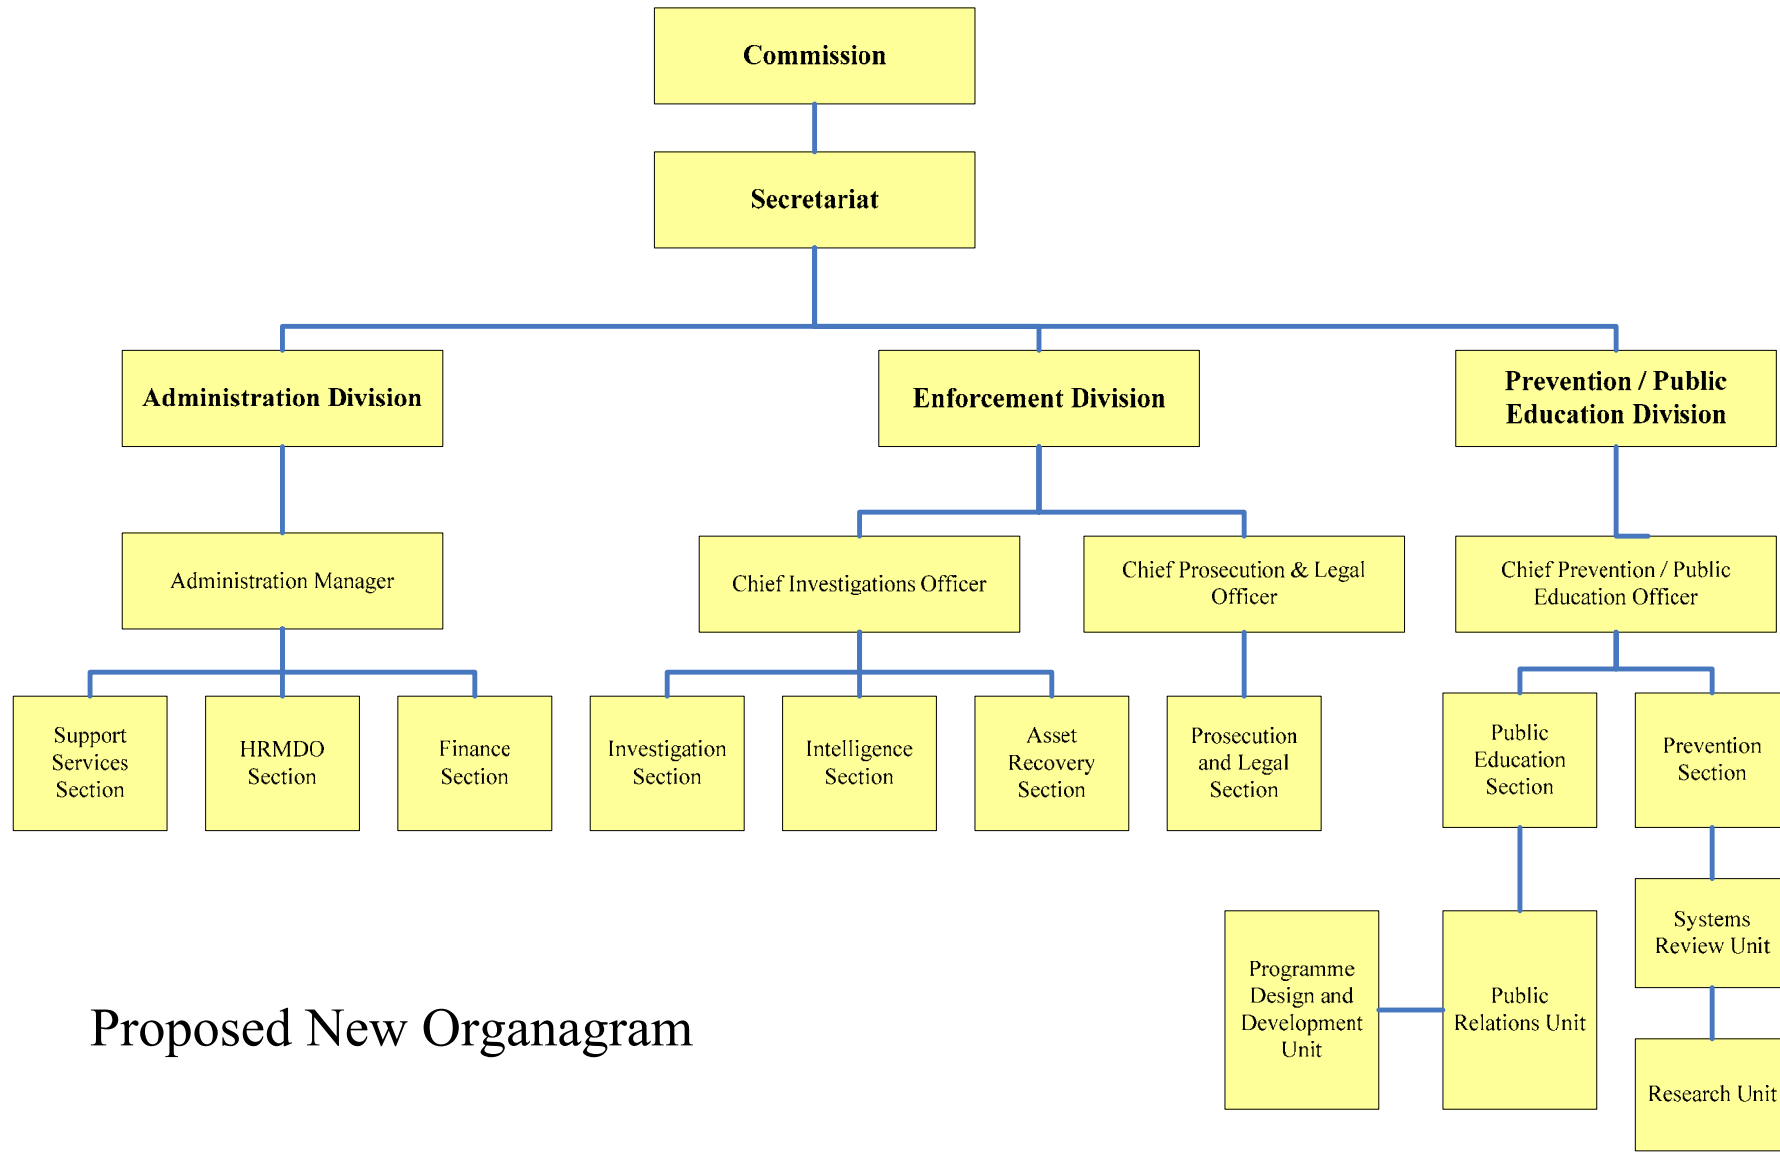 Commission
Secretariat
Administration Division
Enforcement Division
Prevention / Public
Education Division
Administration Manager
Chief Investigations Officer
Chief Prosecution & Legal
Officer
Chief Prevention / Public
Education Officer
Support
Services
Section
HRMDO
Section
Finance
Section
Investigation
Section
Intelligence
Section
Asset
Recovery
Section
Prosecution
and Legal
Section
Public
Education
Section
Prevention
Section
Programme
Design and
Development
Unit
Public
Relations Unit
Systems
Review Unit
Research Unit
Proposed New Organagram